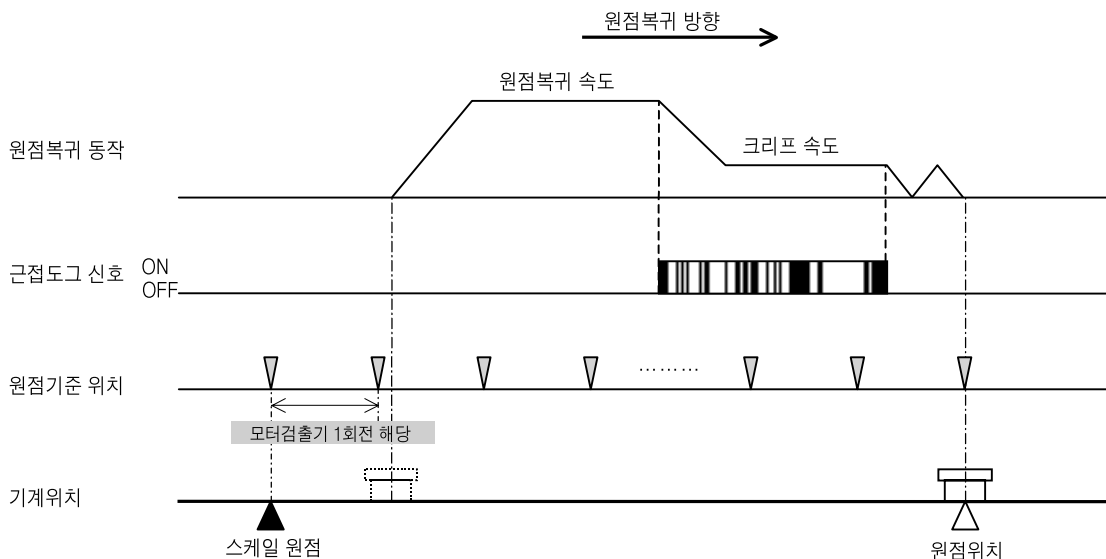 원점복귀 방향
원점복귀 속도
원점복귀 동작
크리프 속도
근접도그 신호
ON
OFF
원점기준 위치
………
모터검출기 1회전 해당
기계위치
스케일 원점
원점위치